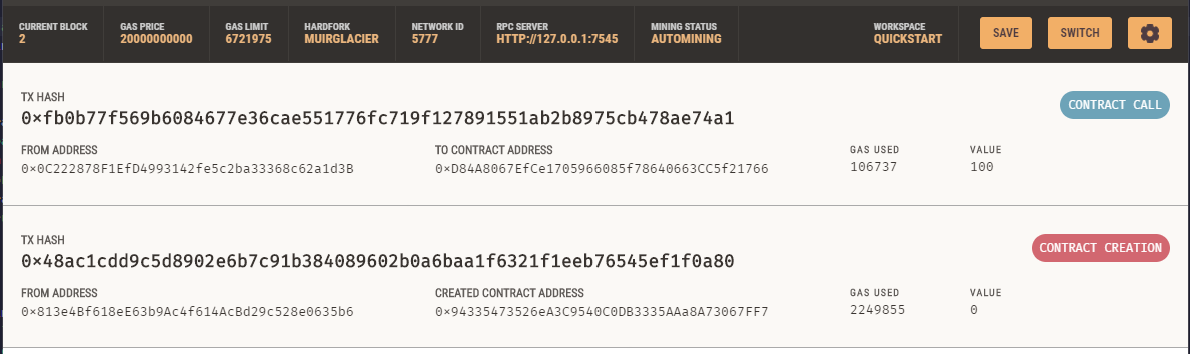 CURRENT BLOCK GAS PRICE GAS LIMIT HARDFORK NETWORK ID RPC SERVER MINING STATUS WORKSPACE
2 20000000000 6721975 MUIRGLACIER 5777 HTTP://127.0.0.1:7545 AUTOMINING QUICKSTART SAVE SWITCH
TX HASH
0×fb0b77f569b6084677e36cae551776fc719f127891551ab2b8975cb478ae74a1 CONTRACT CALL
FROM ADDRESS TO CONTRACT ADDRESS GAS USED VALUE
0×0C222878F1EfD4993142fe5c2ba33368c62a1d3B 0×D84A8067EfCe1705966085f78640663CC5f21766 106737 100
TX HASH
0×48ac1cdd9c5d8902e6b7c91b384089602b0a6baa1f6321f1eeb76545ef1f0a80 CONTRACT CREATION
FROM ADDRESS CREATED CONTRACT ADDRESS GAS USED VALUE
0×813e4Bf618eE63b9Ac4f614AcBd29c528e0635b6 0×94335473526eA3C9540C0DB3335AAa8A73067FF7 2249855 0